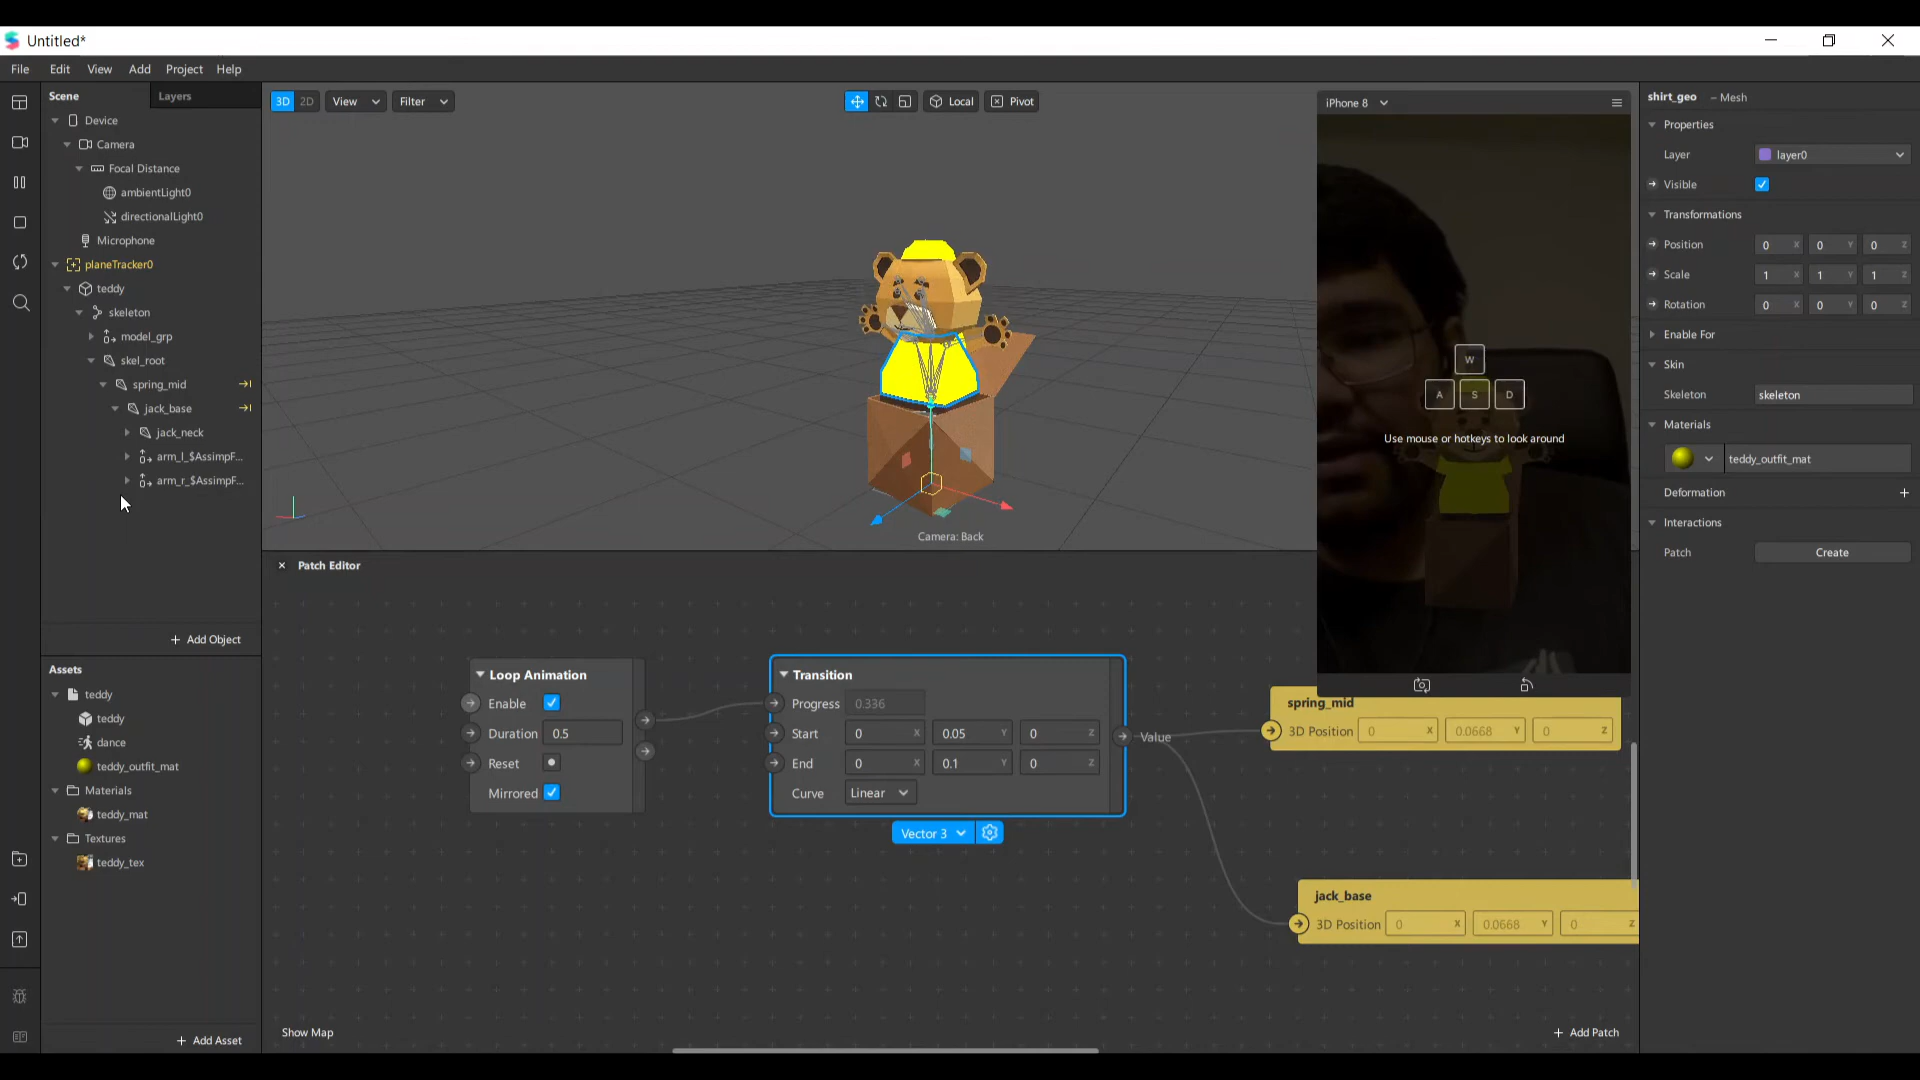 Untitled*
File Edit View Add Project Help
Scene Layers
Device
Camera
Focal Distance
ambientLight0
directionalLight0
Microphone
planeTracker0
teddy
skeleton
model_grp
skel_root
spring_mid
jack_base
jack_neck
arm_l_$AssimpF...
arm_r_$AssimpF...
+ Add Object
Assets
teddy
teddy
dance
teddy_outfit_mat
Materials
teddy_mat
Textures
teddy_tex
+ Add Asset
3D 2D View Filter Local Pivot
Camera: Back
iPhone 8
W
A S D
Use mouse or hotkeys to look around
Patch Editor
Loop Animation
Enable
Duration 0.5
Reset
Mirrored
Transition
Progress 0.336
Start 0 X 0.05 Y 0 Z
End 0 X 0.1 Y 0 Z
Curve Linear
Vector 3
Value
spring_mid
3D Position 0 X 0.0668 Y 0 Z
jack_base
3D Position 0 X 0.0668 Y 0 Z
Show Map
+ Add Patch
shirt_geo – Mesh
Properties
Layer layer0
Visible
Transformations
Position 0 X 0 Y 0 Z
Scale 1 X 1 Y 1 Z
Rotation 0 X 0 Y 0 Z
Enable For
Skin
Skeleton skeleton
Materials
teddy_outfit_mat
Deformation +
Interactions
Patch Create